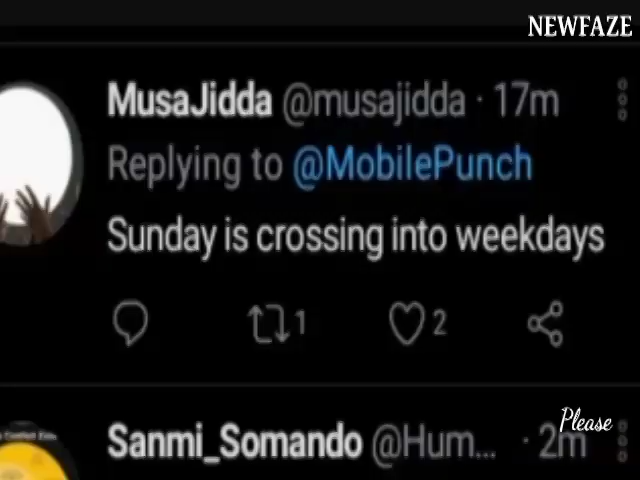 NEWFAZE
MusaJidda @musajidda · 17m
Replying to @MobilePunch
Sunday is crossing into weekdays
1 2
Please
Sanmi_Somando @Hum... · 2m